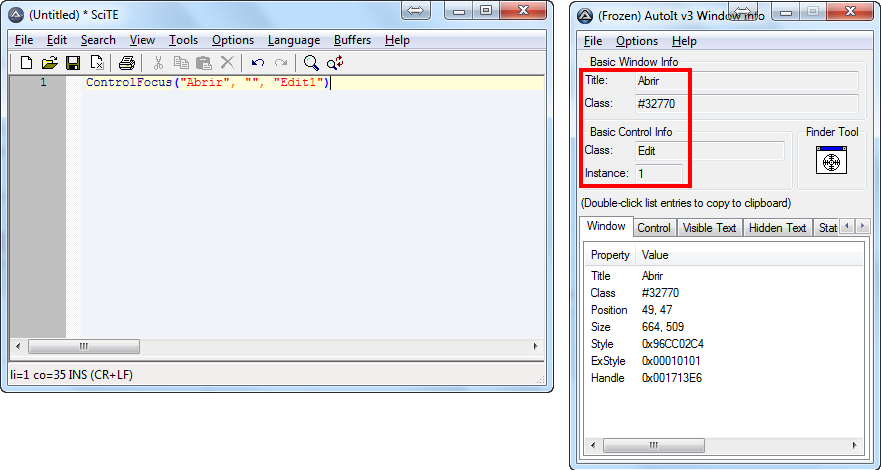 (Untitled) * SciTE
File Edit Search View Tools Options Language Buffers Help
1 ControlFocus("Abrir", "", "Edit1")
li=1 co=35 INS (CR+LF)
(Frozen) AutoIt v3 Window Info
File Options Help
Basic Window Info
Title: Abrir
Class: #32770
Basic Control Info
Class: Edit
Instance: 1
Finder Tool
(Double-click list entries to copy to clipboard)
Window Control Visible Text Hidden Text Stat
Property Value
Title Abrir
Class #32770
Position 49, 47
Size 664, 509
Style 0x96CC02C4
ExStyle 0x00010101
Handle 0x001713E6